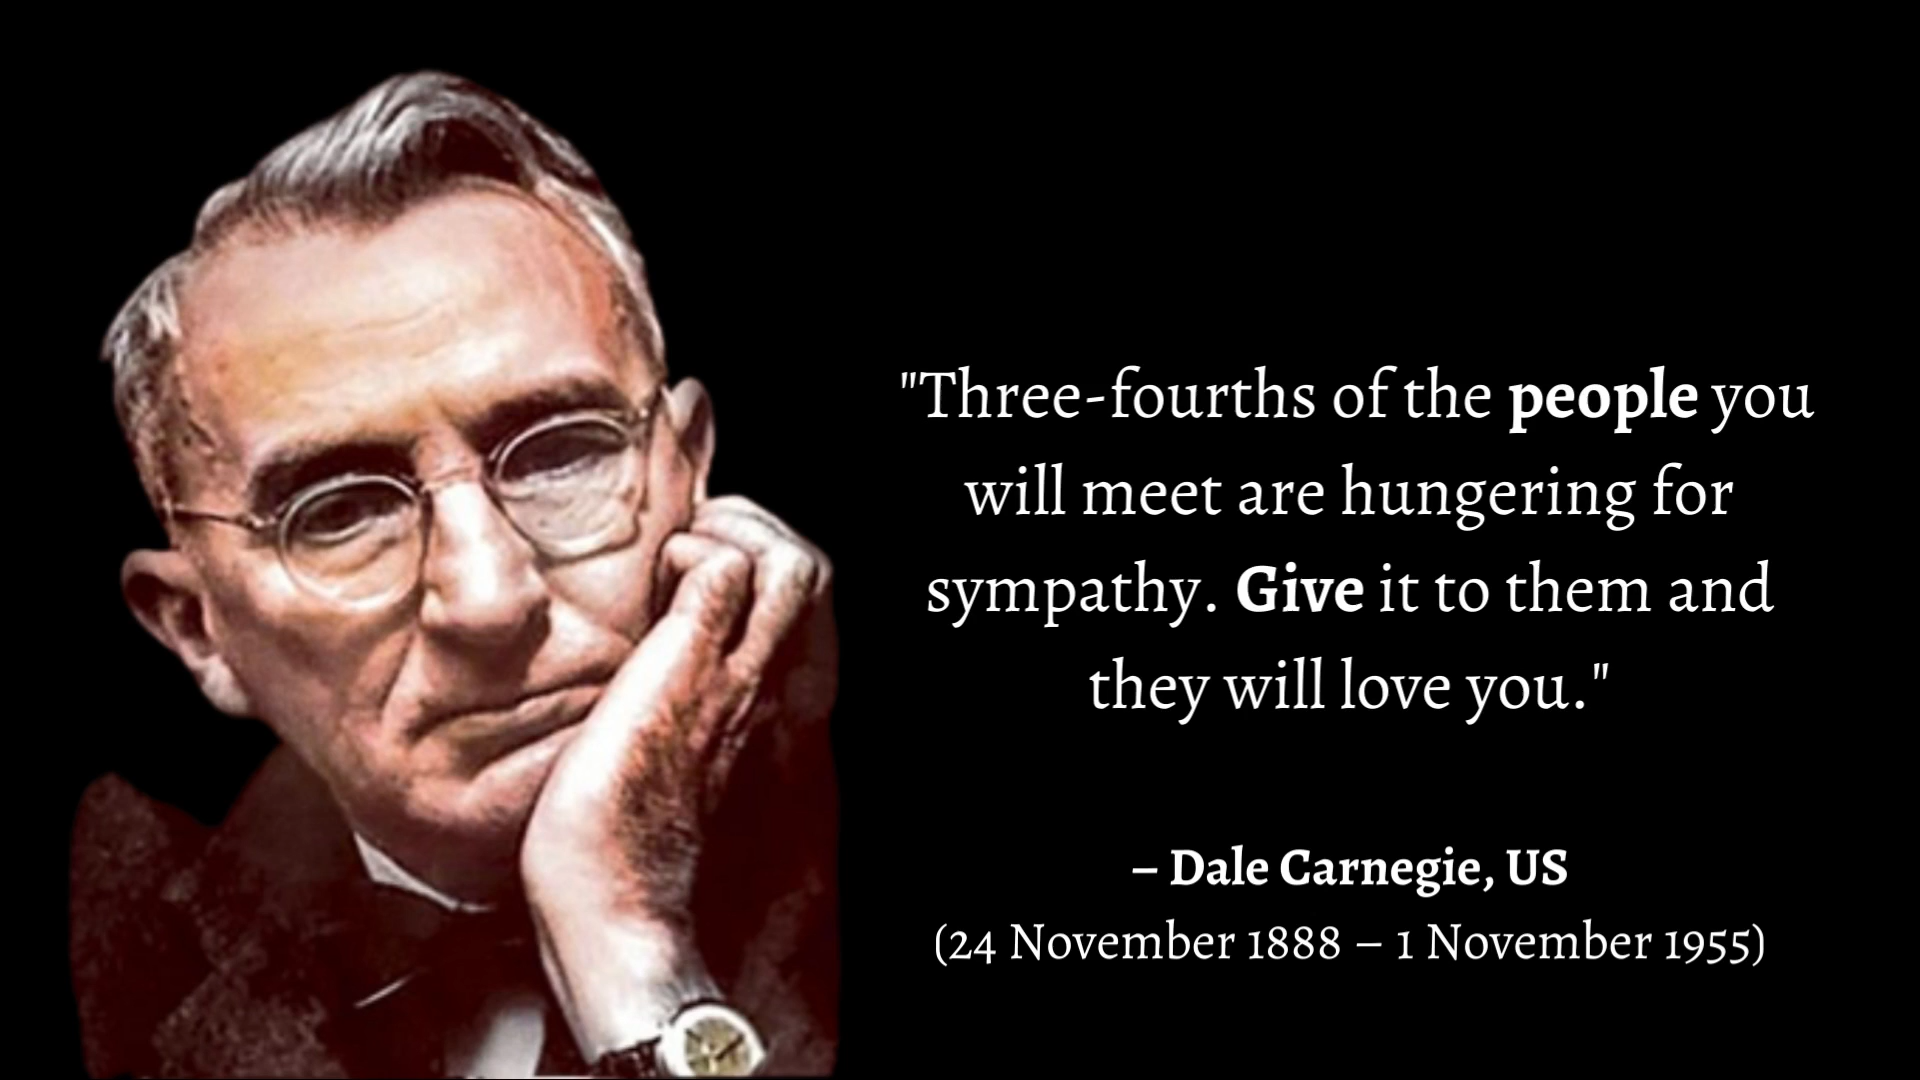 "Three-fourths of the people you
will meet are hungering for
sympathy. Give it to them and
they will love you."
– Dale Carnegie, US
(24 November 1888 – 1 November 1955)